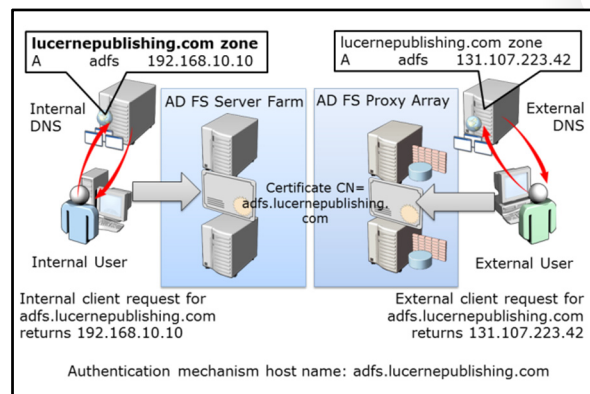 lucernepublishing.com zone
A adfs 192.168.10.10
lucernepublishing.com zone
A adfs 131.107.223.42
Internal
DNS
AD FS Server Farm
AD FS Proxy Array
External
DNS
Certificate CN=
adfs.lucernepublishing.
com
Internal User
External User
Internal client request for
adfs.lucernepublishing.com
returns 192.168.10.10
External client request for
adfs.lucernepublishing.com
returns 131.107.223.42
Authentication mechanism host name: adfs.lucernepublishing.com